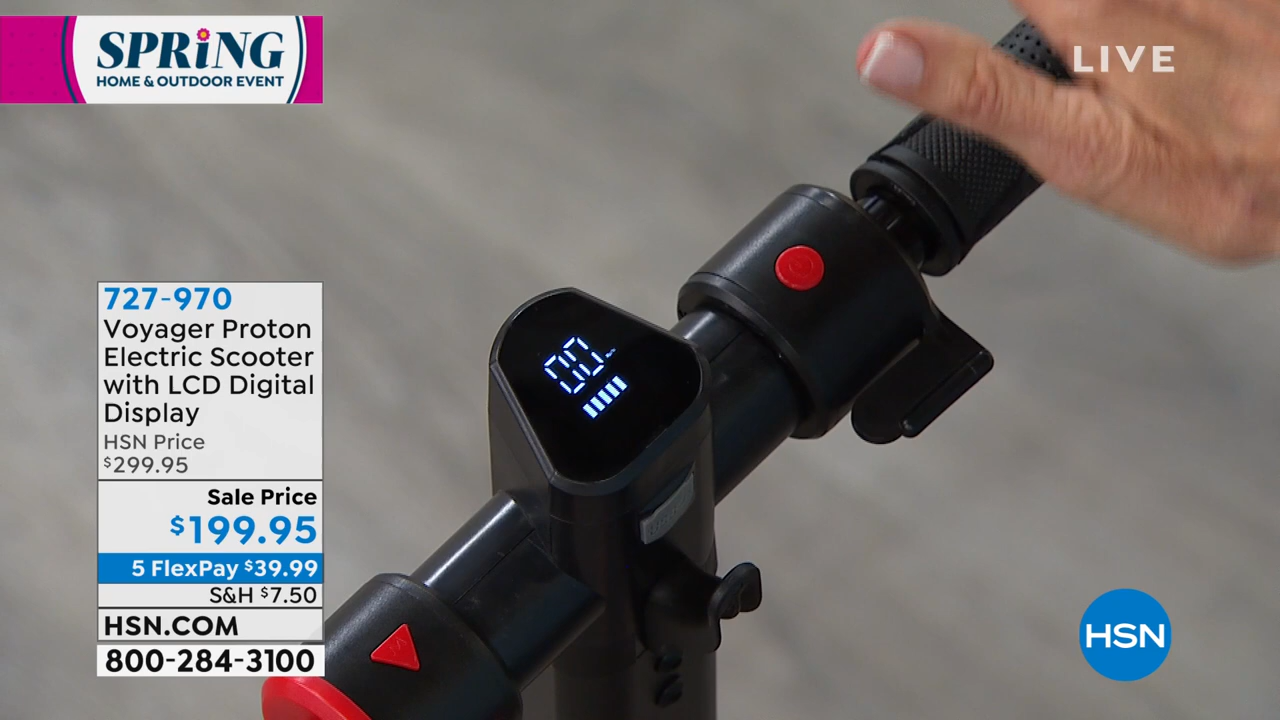 SPRiNG
HOME & OUTDOOR EVENT
LIVE
727-970
Voyager Proton
Electric Scooter
with LCD Digital
Display
HSN Price
$299.95
Sale Price
$199.95
5 FlexPay $39.99
S&H $7.50
HSN.COM
800-284-3100
00
HSN